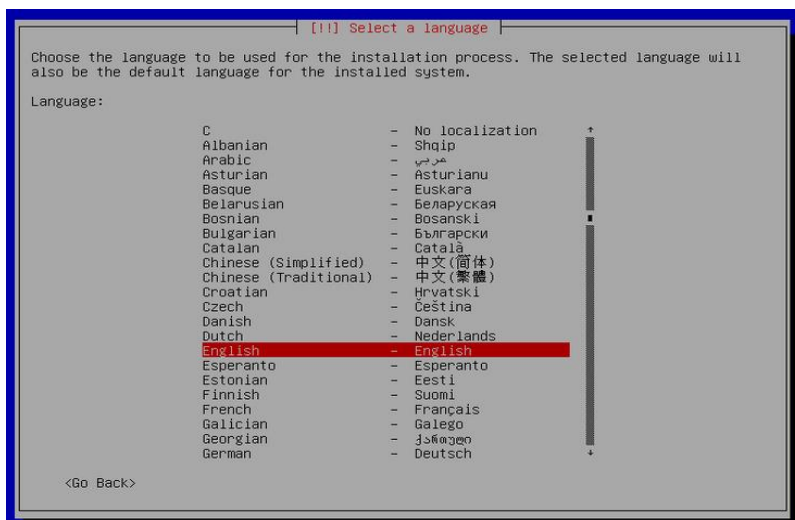 [!!] Select a language
Choose the language to be used for the installation process. The selected language will
also be the default language for the installed system.
Language:
C - No localization
Albanian - Shqip
Arabic - عربي
Asturian - Asturianu
Basque - Euskara
Belarusian - Беларуская
Bosnian - Bosanski
Bulgarian - Български
Catalan - Català
Chinese (Simplified) - 中文(简体)
Chinese (Traditional) - 中文(繁體)
Croatian - Hrvatski
Czech - Čeština
Danish - Dansk
Dutch - Nederlands
English - English
Esperanto - Esperanto
Estonian - Eesti
Finnish - Suomi
French - Français
Galician - Galego
Georgian - ქართული
German - Deutsch
<Go Back>